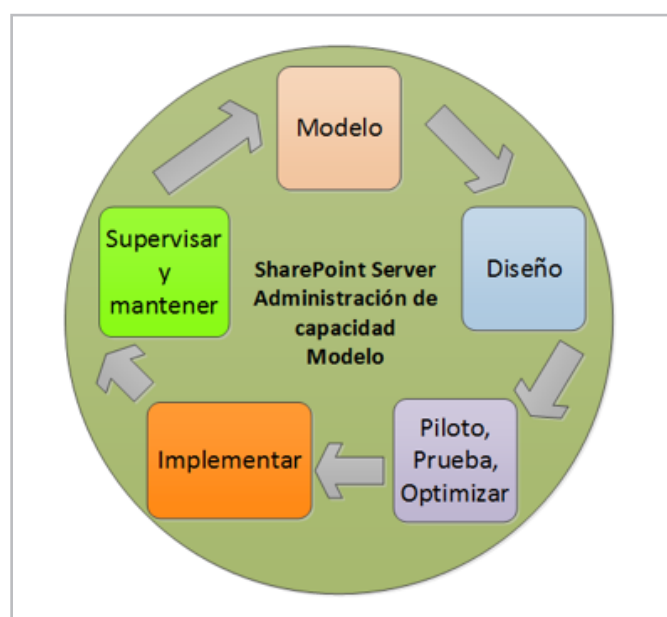 Modelo
Supervisar
y
mantener
SharePoint Server
Administración de
capacidad
Modelo
Diseño
Implementar
Piloto,
Prueba,
Optimizar